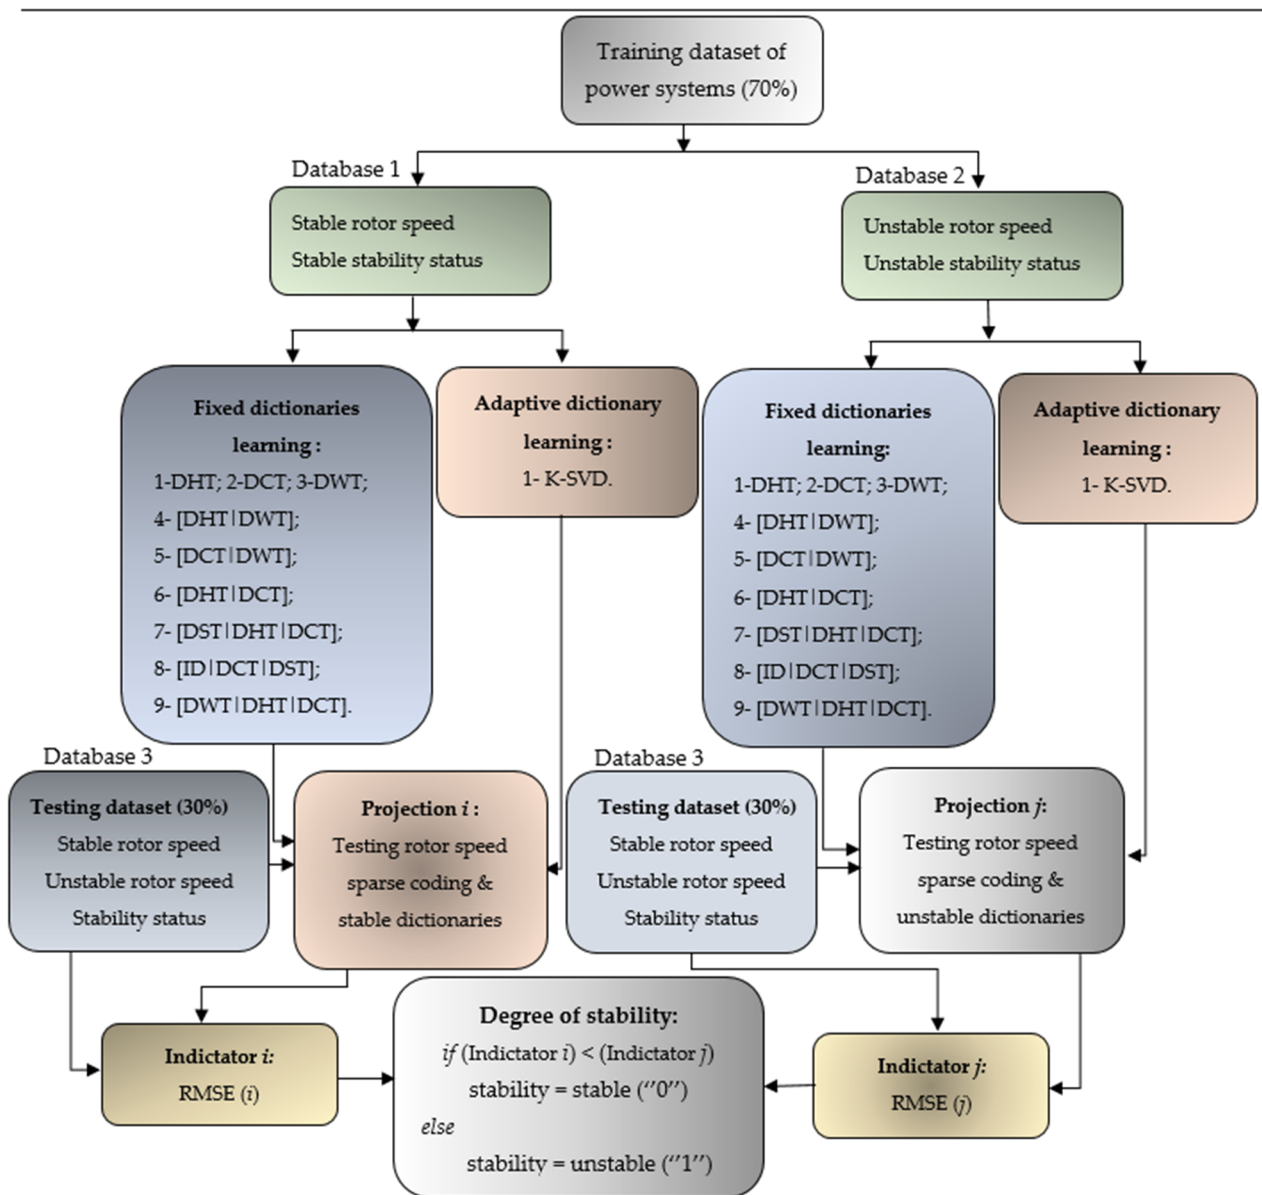 Training dataset of
power systems (70%)
Database 1
Stable rotor speed
Stable stability status
Database 2
Unstable rotor speed
Unstable stability status
Fixed dictionaries
learning :
1-DHT; 2-DCT; 3-DWT;
4- [DHT|DWT];
5- [DCT|DWT];
6- [DHT|DCT];
7- [DST|DHT|DCT];
8- [ID|DCT|DST];
9- [DWT|DHT|DCT].
Adaptive dictionary
learning :
1- K-SVD.
Fixed dictionaries
learning:
1-DHT; 2-DCT; 3-DWT;
4- [DHT|DWT];
5- [DCT|DWT];
6- [DHT|DCT];
7- [DST|DHT|DCT];
8- [ID|DCT|DST];
9- [DWT|DHT|DCT].
Adaptive dictionary
learning :
1- K-SVD.
Database 3
Testing dataset (30%)
Stable rotor speed
Unstable rotor speed
Stability status
Projection i :
Testing rotor speed
sparse coding &
stable dictionaries
Database 3
Testing dataset (30%)
Stable rotor speed
Unstable rotor speed
Stability status
Projection j:
Testing rotor speed
sparse coding &
unstable dictionaries
Indictator i:
RMSE (i)
Degree of stability:
if (Indictator i) < (Indictator j)
stability = stable (′′0′′)
else
stability = unstable (′′1′′)
Indictator j:
RMSE (j)